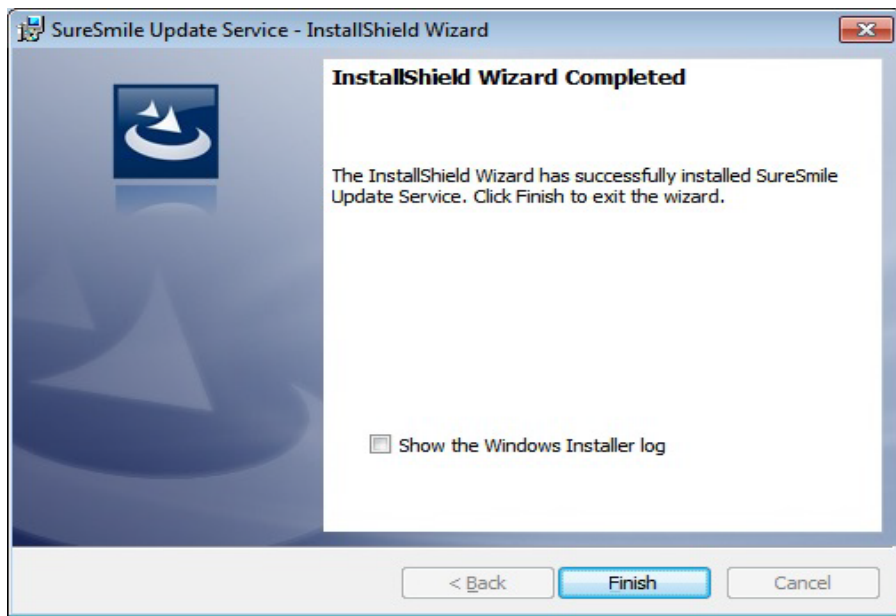 SureSmile Update Service - InstallShield Wizard
InstallShield Wizard Completed
The InstallShield Wizard has successfully installed SureSmile
Update Service. Click Finish to exit the wizard.
Show the Windows Installer log
< Back
Finish
Cancel